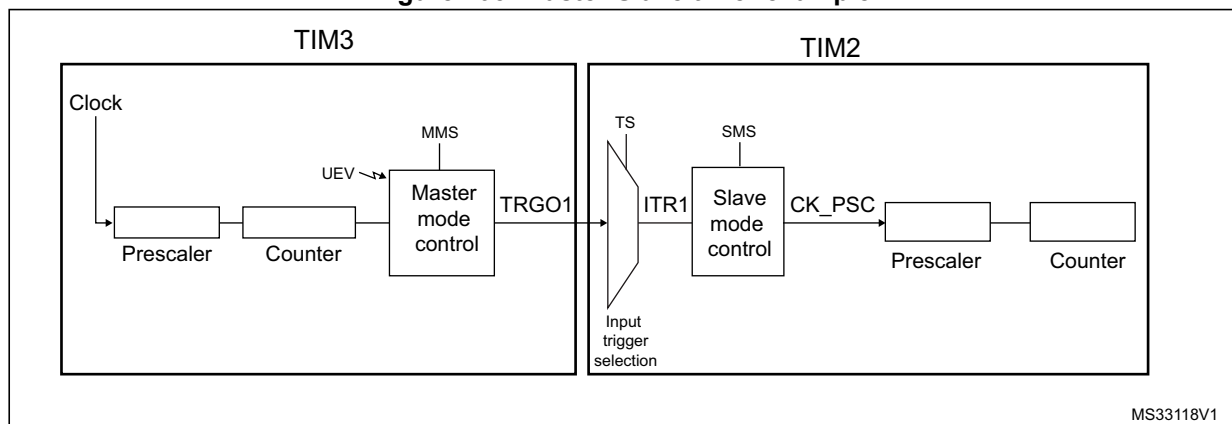 TIM3
TIM2
Clock
MMS
TS
SMS
UEV
Master
mode
control
TRGO1
ITR1
Slave
mode
control
CK_PSC
Prescaler
Counter
Prescaler
Counter
Input
trigger
selection
MS33118V1